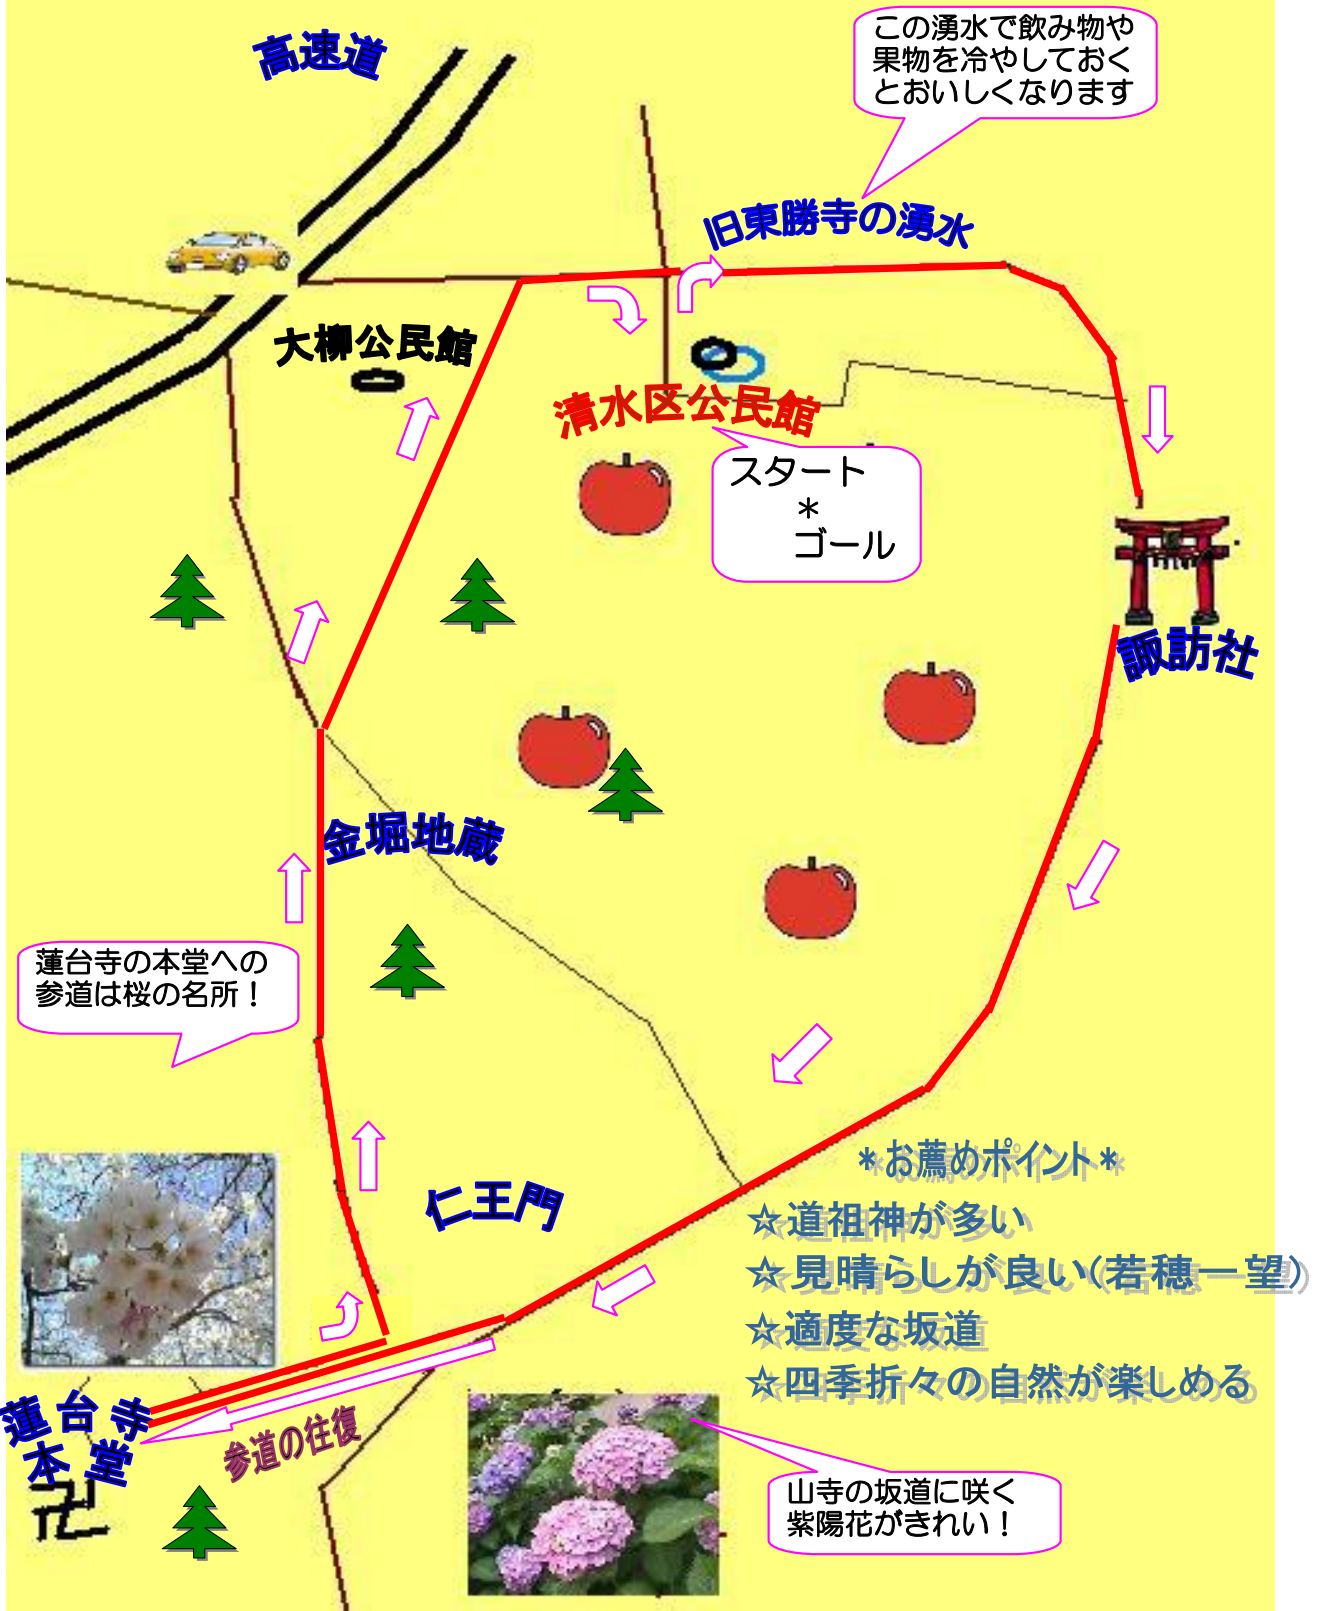 高速道
この湧水で飲み物や
果物を冷やしておく
とおいしくなります
旧東勝寺の湧水
大柳公民館
清水区公民館
スタート
＊
ゴール
諏訪社
金堀地蔵
蓮台寺の本堂への
参道は桜の名所！
仁王門
*お薦めポイント*
☆道祖神が多い
☆見晴らしが良い(若穂一望)
☆適度な坂道
☆四季折々の自然が楽しめる
蓮台寺
本堂
卍
参道の往復
山寺の坂道に咲く
紫陽花がきれい！